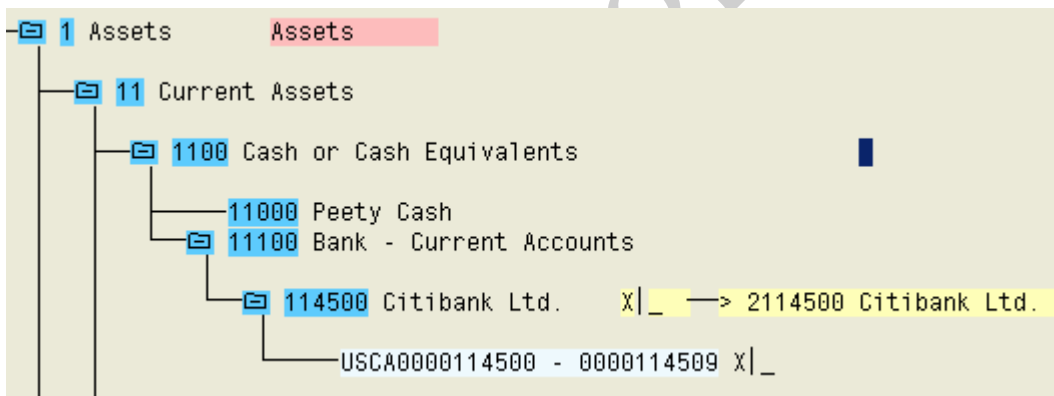 1 Assets Assets
11 Current Assets
1100 Cash or Cash Equivalents
11000 Peety Cash
11100 Bank - Current Accounts
114500 Citibank Ltd. X|_ > 2114500 Citibank Ltd.
USCA0000114500 - 0000114509 X|_